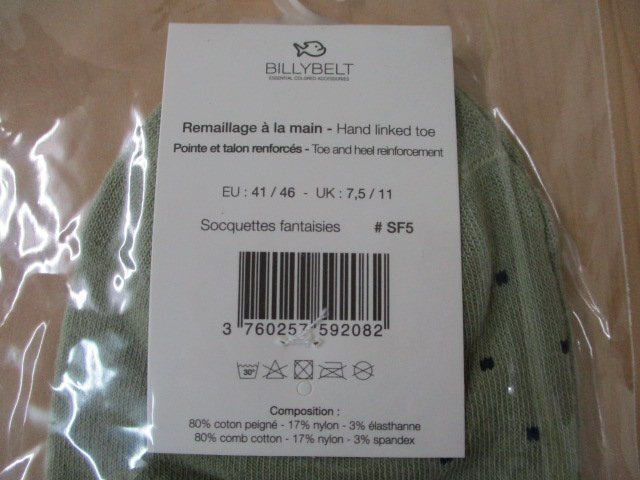 BILLYBELT
ESSENTIAL COLORED ACCESSORIES
Remaillage à la main - Hand linked toe
Pointe et talon renforcés - Toe and heel reinforcement
EU : 41 / 46 - UK : 7,5 / 11
Socquettes fantaisies # SF5
3 760257 592082
30°
Composition :
80% coton peigné - 17% nylon - 3% élasthanne
80% comb cotton - 17% nylon - 3% spandex